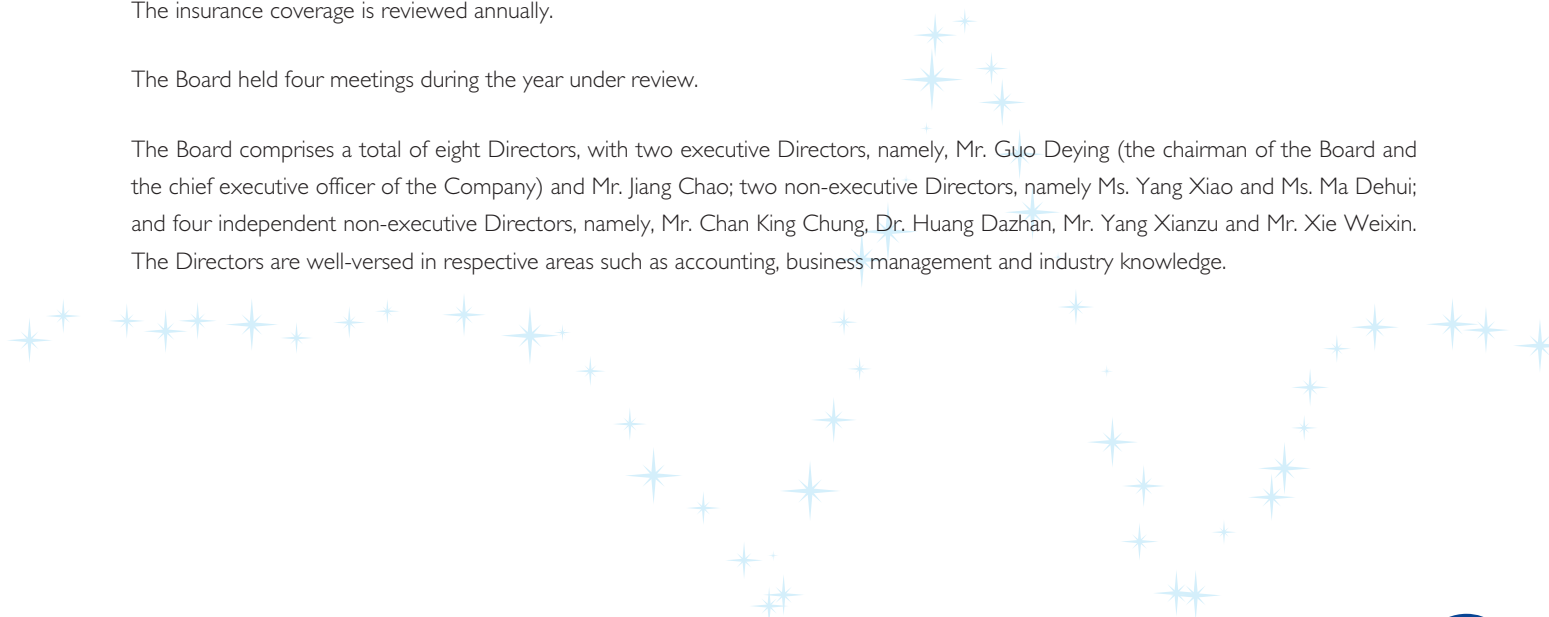 The insurance coverage is reviewed annually.
The Board held four meetings during the year under review.
The Board comprises a total of eight Directors, with two executive Directors, namely, Mr. Guo Deying (the chairman of the Board and
the chief executive officer of the Company) and Mr. Jiang Chao; two non-executive Directors, namely Ms. Yang Xiao and Ms. Ma Dehui;
and four independent non-executive Directors, namely, Mr. Chan King Chung, Dr. Huang Dazhan, Mr. Yang Xianzu and Mr. Xie Weixin.
The Directors are well-versed in respective areas such as accounting, business management and industry knowledge.